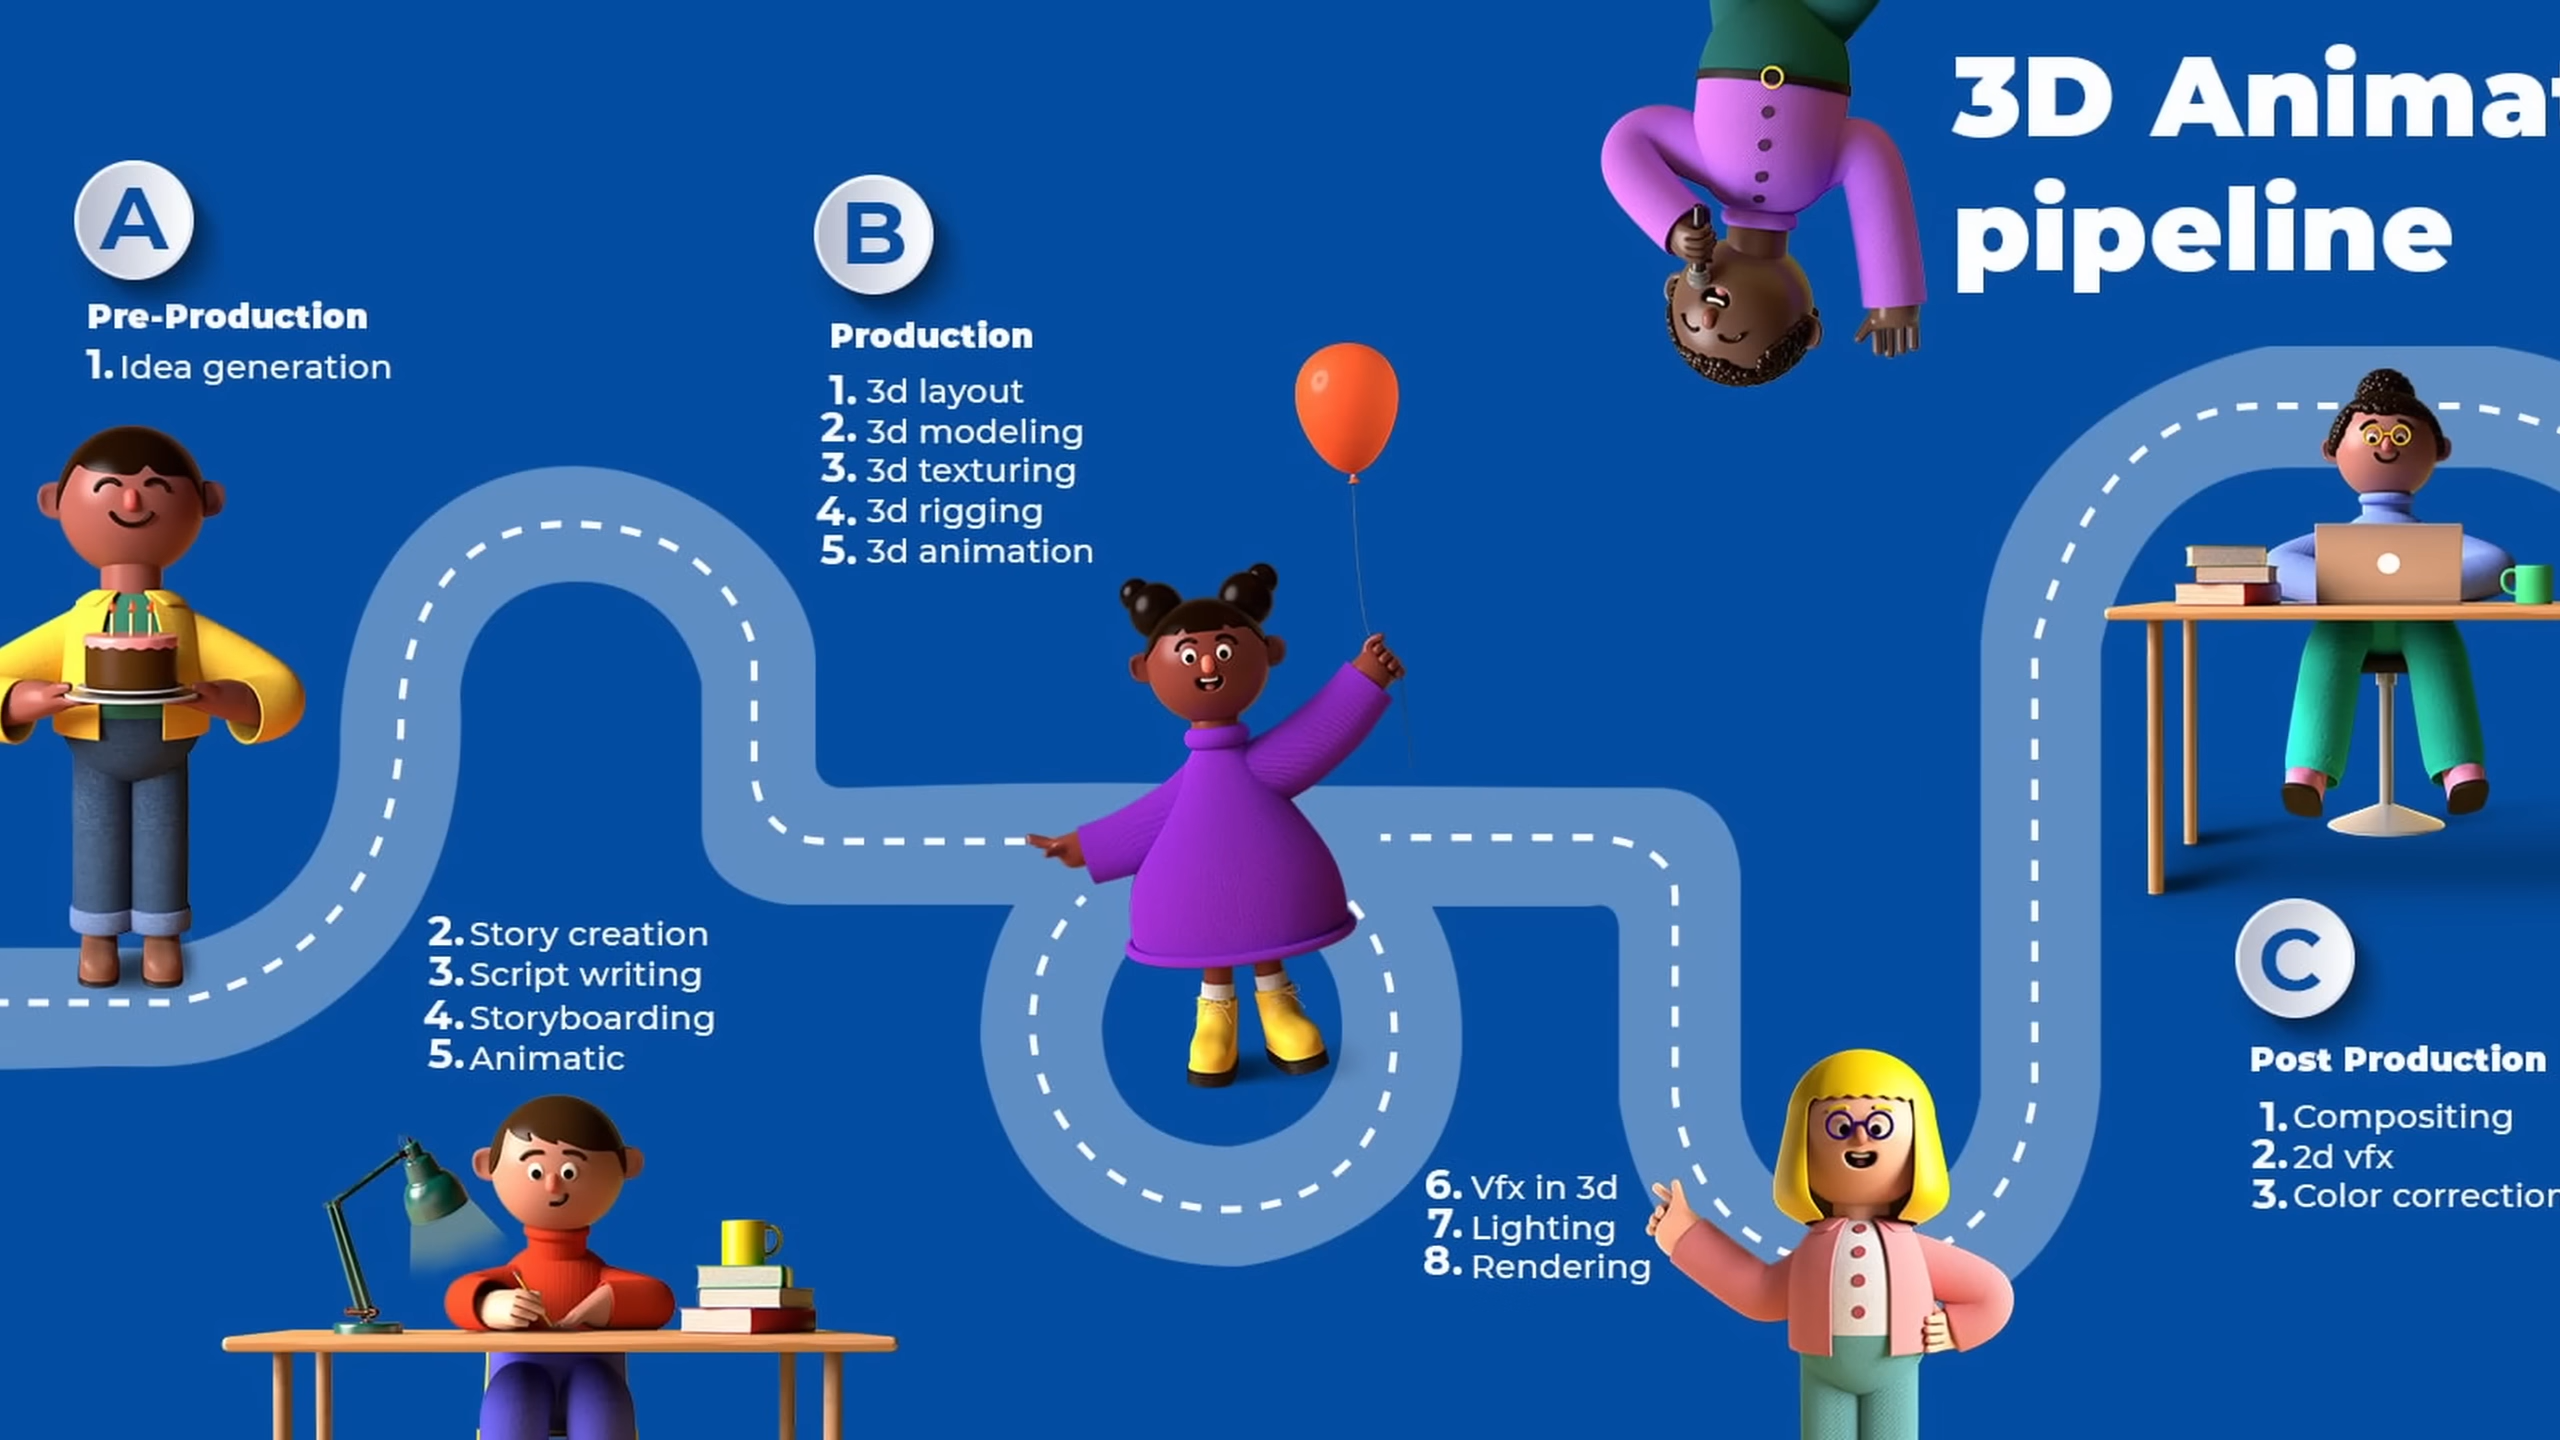 3D Animat
pipeline
A
Pre-Production
1. Idea generation
2. Story creation
3. Script writing
4. Storyboarding
5. Animatic
B
Production
1. 3d layout
2. 3d modeling
3. 3d texturing
4. 3d rigging
5. 3d animation
6. Vfx in 3d
7. Lighting
8. Rendering
C
Post Production
1. Compositing
2. 2d vfx
3. Color correction